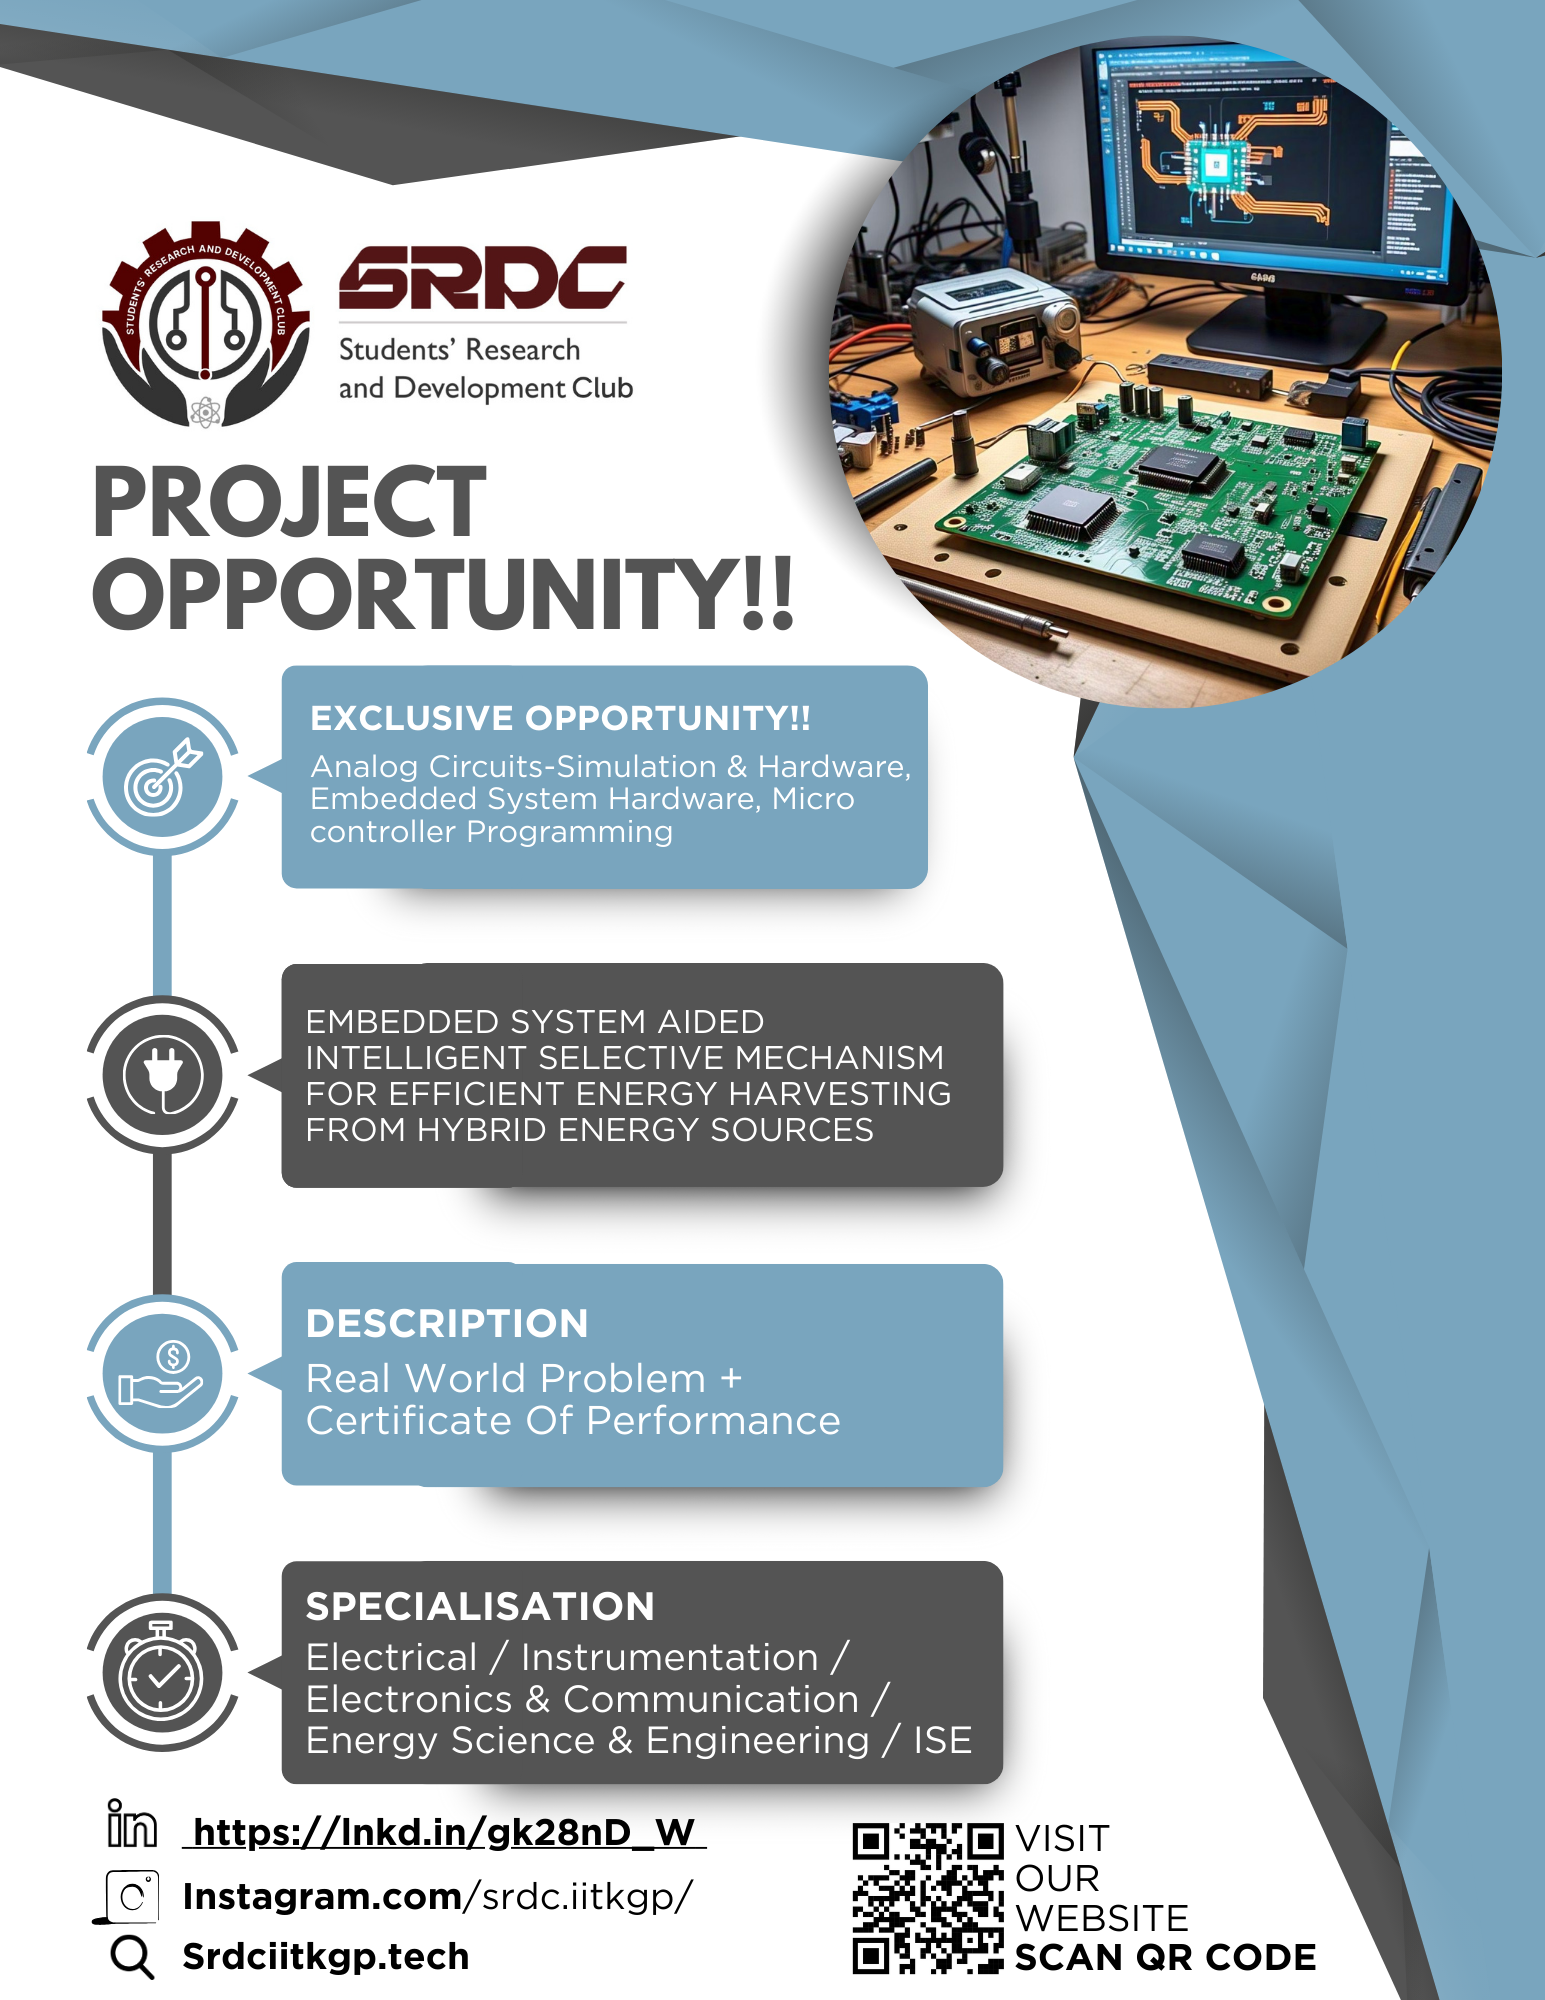 STUDENTS' RESEARCH AND DEVELOPMENT CLUB
SRDC
Students' Research
and Development Club
PROJECT
OPPORTUNITY!!
EXCLUSIVE OPPORTUNITY!!
Analog Circuits-Simulation & Hardware,
Embedded System Hardware, Micro
controller Programming
EMBEDDED SYSTEM AIDED
INTELLIGENT SELECTIVE MECHANISM
FOR EFFICIENT ENERGY HARVESTING
FROM HYBRID ENERGY SOURCES
DESCRIPTION
Real World Problem +
Certificate Of Performance
SPECIALISATION
Electrical / Instrumentation /
Electronics & Communication /
Energy Science & Engineering / ISE
in
https://lnkd.in/gk28nD_W
Instagram.com/srdc.iitkgp/
Srdciitkgp.tech
VISIT
OUR
WEBSITE
SCAN QR CODE